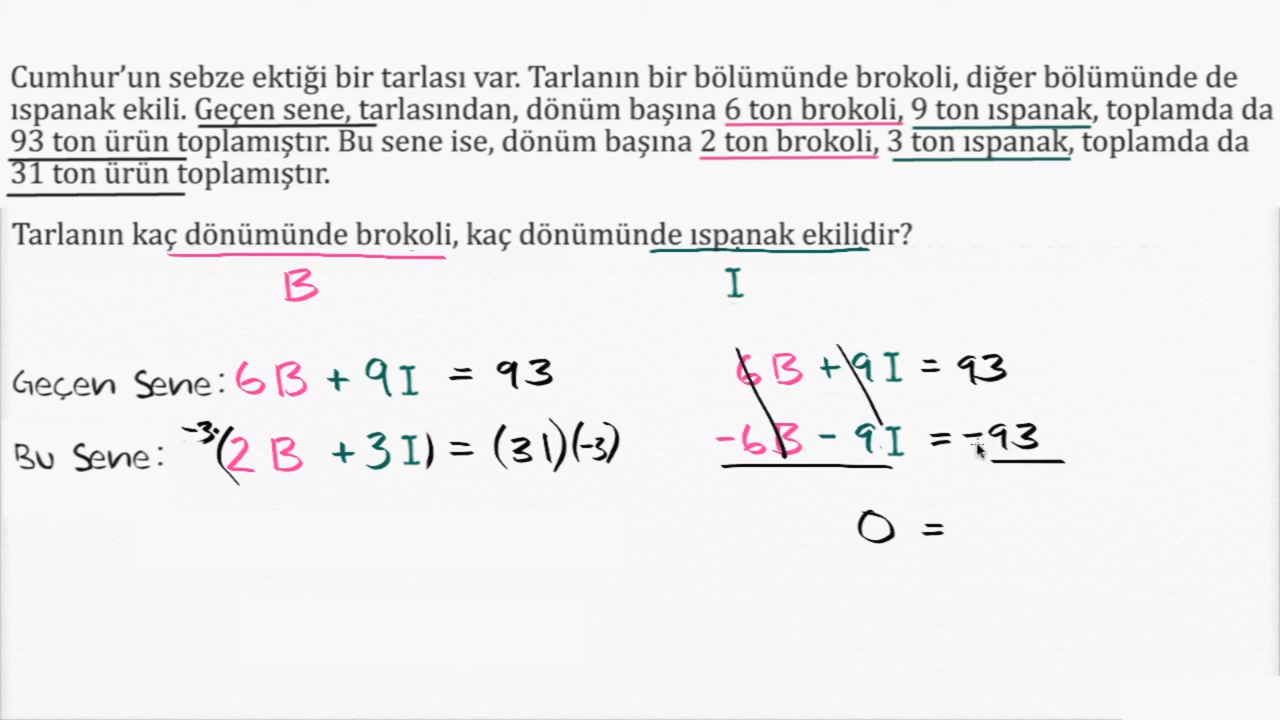 Cumhur’un sebze ektiği bir tarlası var. Tarlanın bir bölümünde brokoli, diğer bölümünde de
ıspanak ekili. Geçen sene, tarlasından, dönüm başına 6 ton brokoli, 9 ton ıspanak, toplamda da
93 ton ürün toplamıştır. Bu sene ise, dönüm başına 2 ton brokoli, 3 ton ıspanak, toplamda da
31 ton ürün toplamıştır.
Tarlanın kaç dönümünde brokoli, kaç dönümünde ıspanak ekilidir?
B I
Geçen Sene: 6B + 9I = 93
Bu Sene: -3·(2B + 3I) = (31)(-3)
6B + 9I = 93
-6B - 9I = -93
0 =